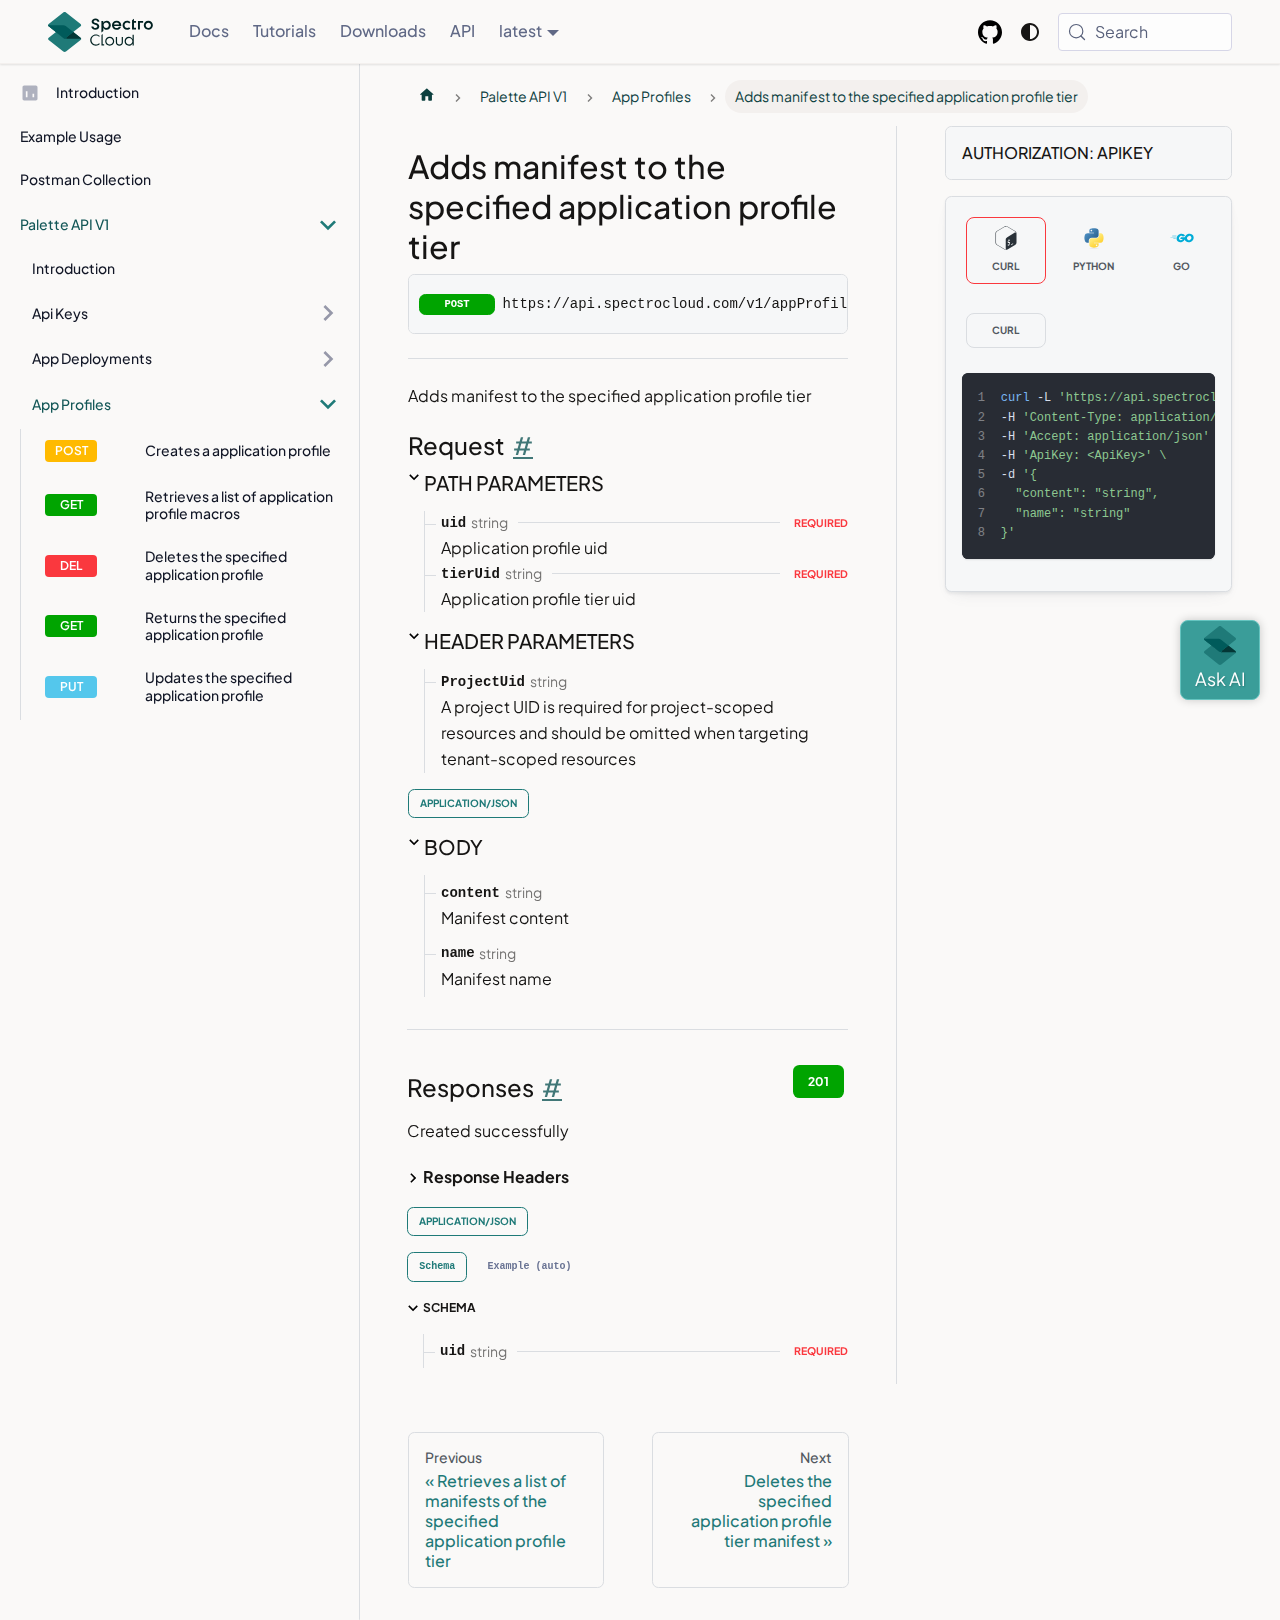 Spectro Cloud
Docs
Tutorials
Downloads
API
latest
Search
Introduction
Example Usage
Postman Collection
Palette API V1
Introduction
Api Keys
App Deployments
App Profiles
POST Creates a application profile
GET Retrieves a list of application
profile macros
DEL Deletes the specified
application profile
GET Returns the specified
application profile
PUT Updates the specified
application profile
Palette API V1
App Profiles
Adds manifest to the specified application profile tier
Adds manifest to the
specified application profile
tier
POST https://api.spectrocloud.com/v1/appProfil
Adds manifest to the specified application profile tier
Request #
PATH PARAMETERS
uid string REQUIRED
Application profile uid
tierUid string REQUIRED
Application profile tier uid
HEADER PARAMETERS
ProjectUid string
A project UID is required for project-scoped
resources and should be omitted when targeting
tenant-scoped resources
APPLICATION/JSON
BODY
content string
Manifest content
name string
Manifest name
Responses #
201
Created successfully
Response Headers
APPLICATION/JSON
Schema
Example (auto)
SCHEMA
uid string REQUIRED
Previous
« Retrieves a list of
manifests of the
specified
application profile
tier
Next
Deletes the
specified
application profile
tier manifest »
AUTHORIZATION: APIKEY
CURL
PYTHON
GO
CURL
1 curl -L 'https://api.spectrocl
2 -H 'Content-Type: application/
3 -H 'Accept: application/json'
4 -H 'ApiKey: <ApiKey>' \
5 -d '{
6 "content": "string",
7 "name": "string"
8 }'
Ask AI